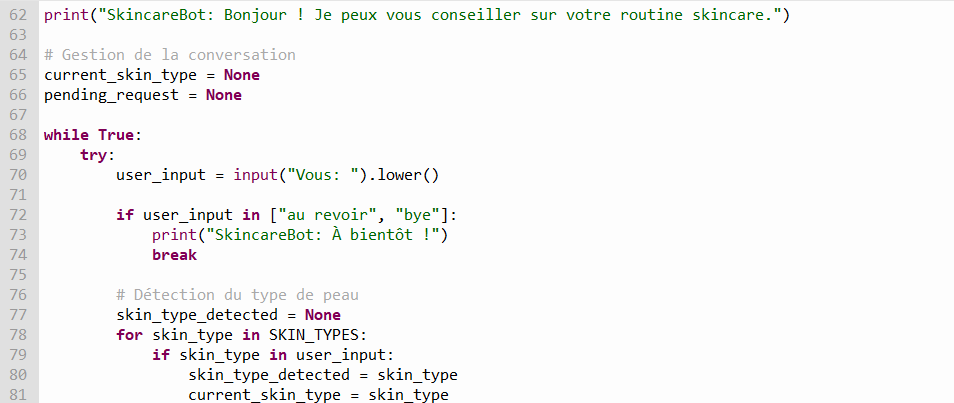 62 print("SkincareBot: Bonjour ! Je peux vous conseiller sur votre routine skincare.")
63
64 # Gestion de la conversation
65 current_skin_type = None
66 pending_request = None
67
68 while True:
69     try:
70         user_input = input("Vous: ").lower()
71
72         if user_input in ["au revoir", "bye"]:
73             print("SkincareBot: À bientôt !")
74             break
75
76         # Détection du type de peau
77         skin_type_detected = None
78         for skin_type in SKIN_TYPES:
79             if skin_type in user_input:
80                 skin_type_detected = skin_type
81                 current_skin_type = skin_type